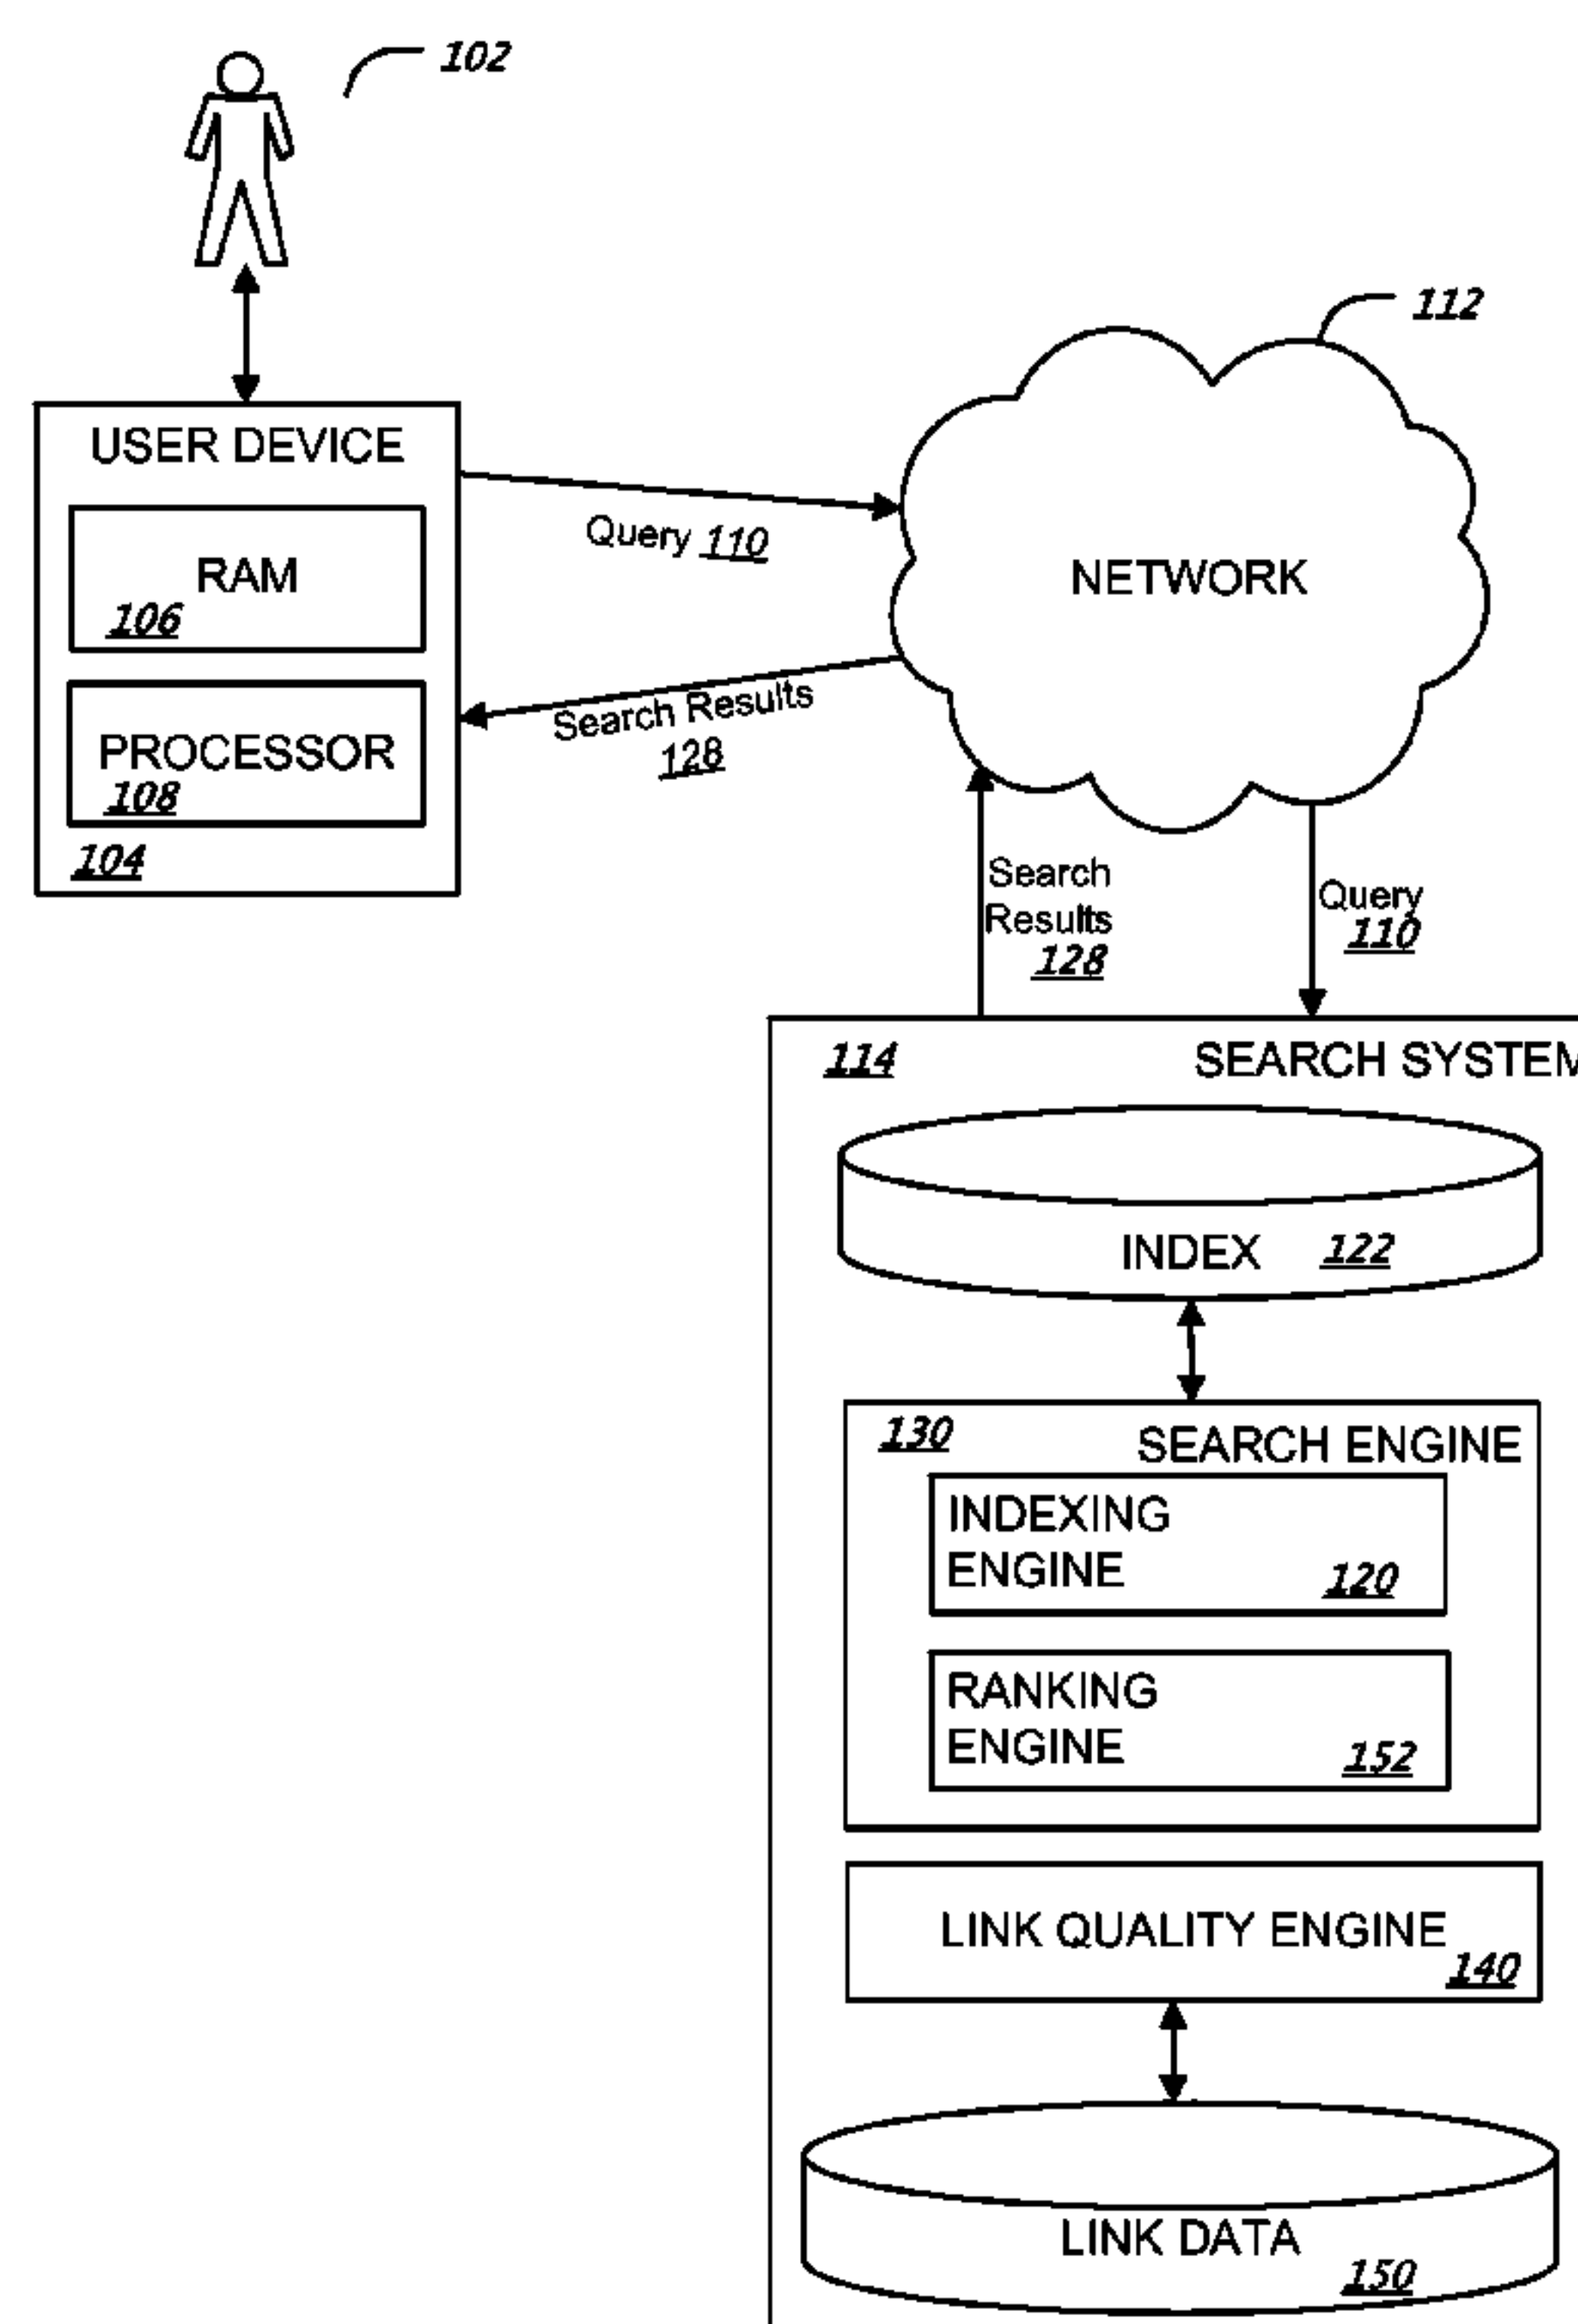 102
112
USER DEVICE
RAM
106
PROCESSOR
108
104
Query 110
NETWORK
Search Results
128
Search
Results
128
Query
110
114 SEARCH SYSTEM
INDEX 122
130 SEARCH ENGINE
INDEXING
ENGINE 120
RANKING
ENGINE 152
LINK QUALITY ENGINE
140
LINK DATA
150